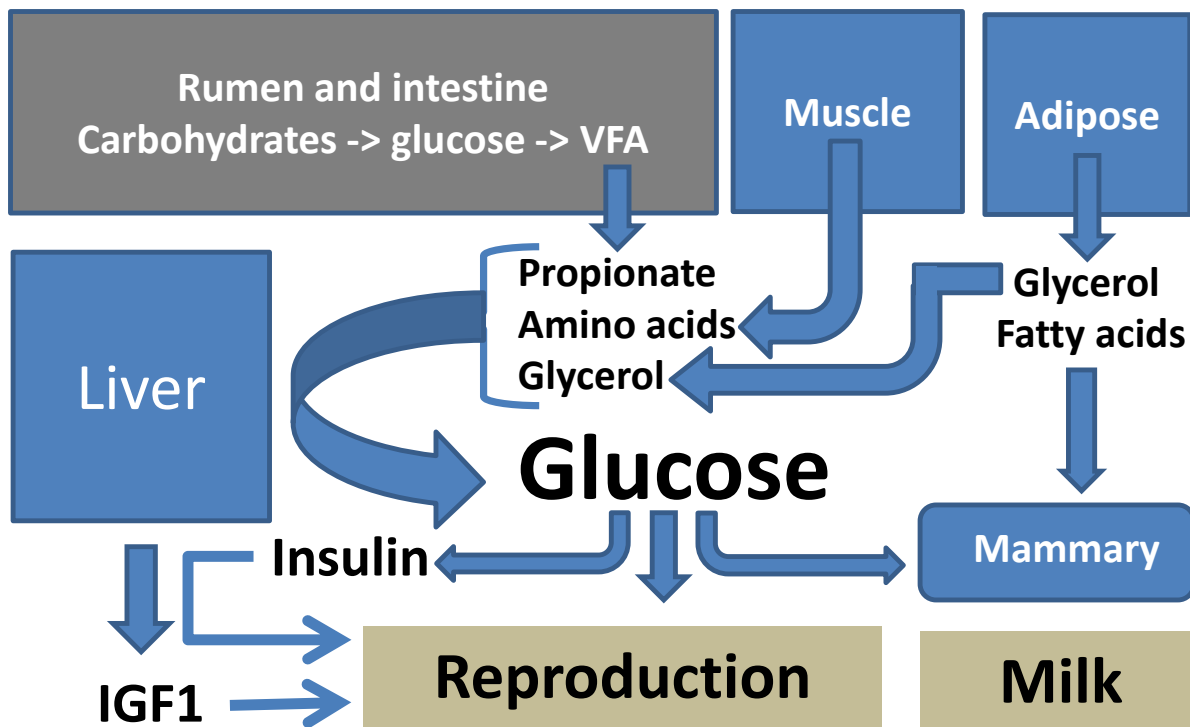 Rumen and intestine
Carbohydrates -> glucose -> VFA
Muscle
Adipose
Propionate
Amino acids
Glycerol
Glycerol
Fatty acids
Liver
Glucose
Insulin
Mammary
IGF1
Reproduction
Milk